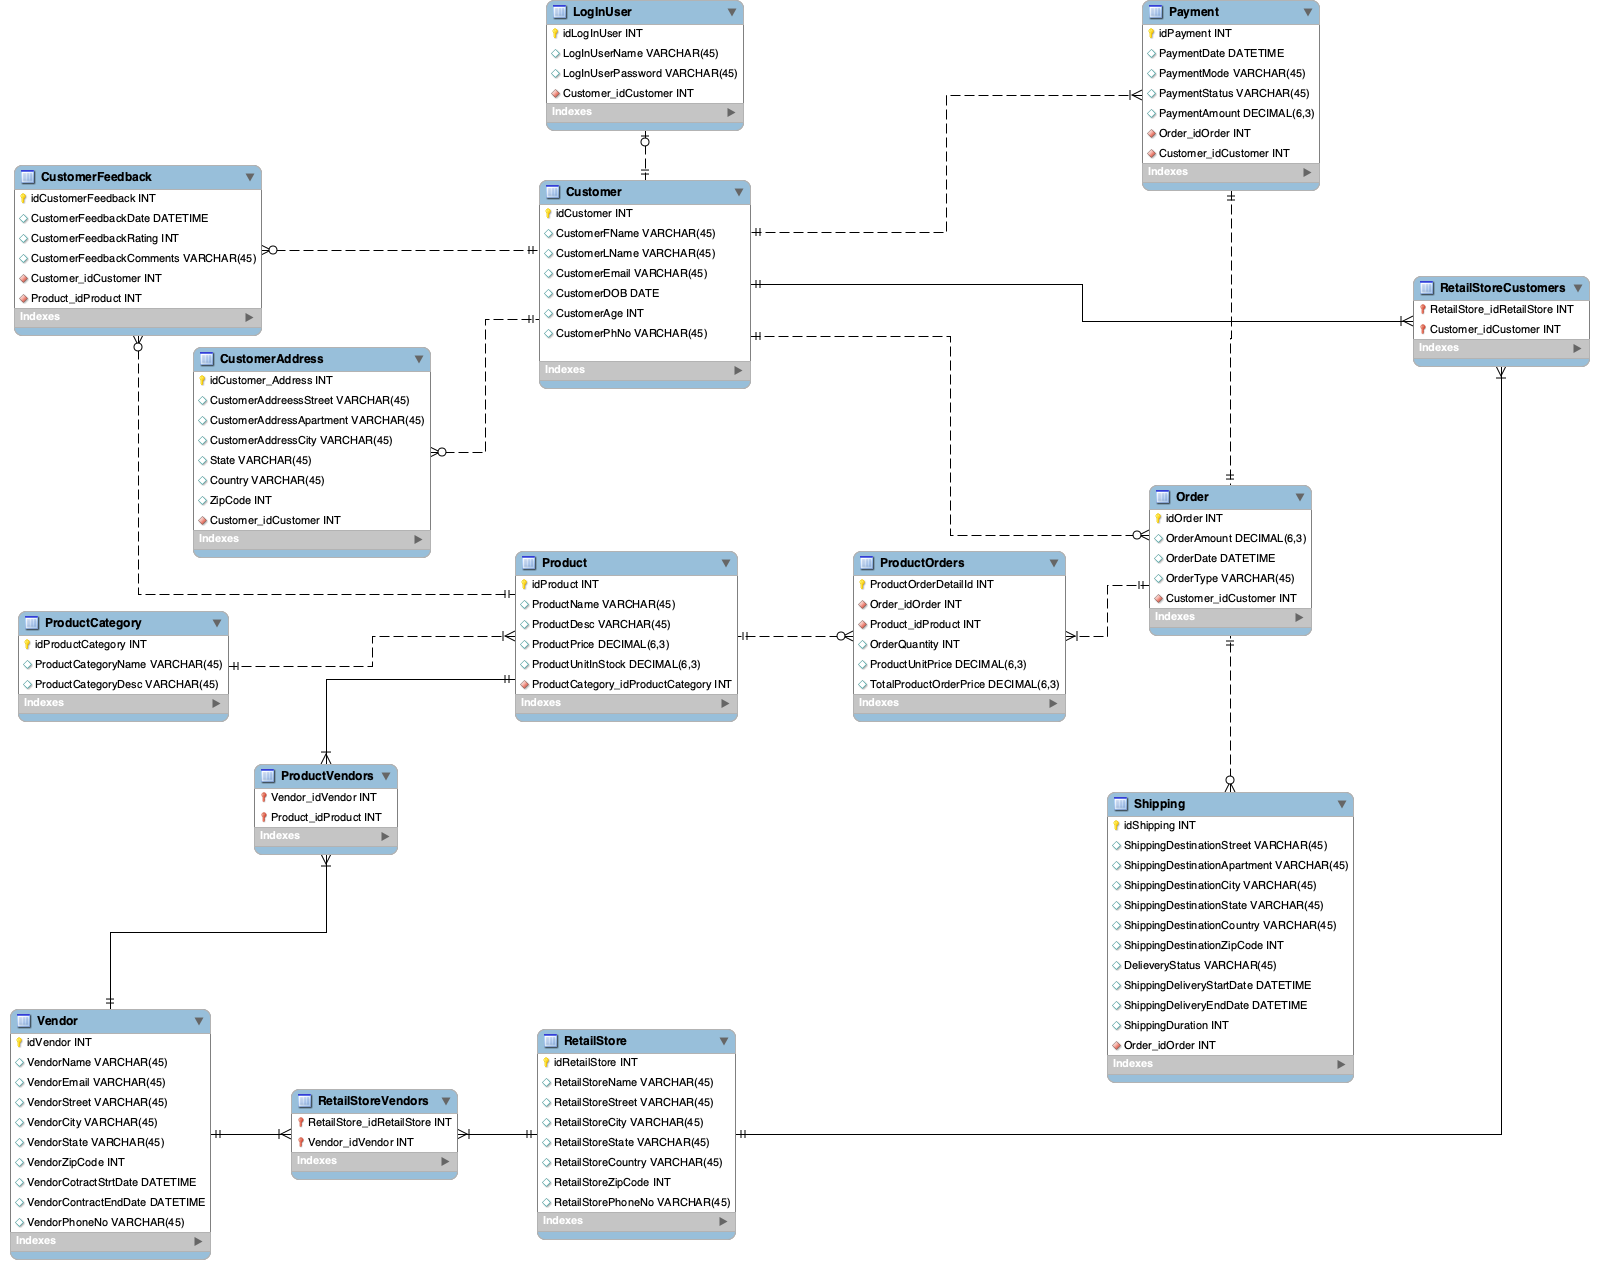 LogInUser
idLogInUser INT
LogInUserName VARCHAR(45)
LogInUserPassword VARCHAR(45)
Customer_idCustomer INT
Indexes
Payment
idPayment INT
PaymentDate DATETIME
PaymentMode VARCHAR(45)
PaymentStatus VARCHAR(45)
PaymentAmount DECIMAL(6,3)
Order_idOrder INT
Customer_idCustomer INT
Indexes
CustomerFeedback
idCustomerFeedback INT
CustomerFeedbackDate DATETIME
CustomerFeedbackRating INT
CustomerFeedbackComments VARCHAR(45)
Customer_idCustomer INT
Product_idProduct INT
Indexes
Customer
idCustomer INT
CustomerFName VARCHAR(45)
CustomerLName VARCHAR(45)
CustomerEmail VARCHAR(45)
CustomerDOB DATE
CustomerAge INT
CustomerPhNo VARCHAR(45)
Indexes
RetailStoreCustomers
RetailStore_idRetailStore INT
Customer_idCustomer INT
Indexes
CustomerAddress
idCustomer_Address INT
CustomerAddreessStreet VARCHAR(45)
CustomerAddressApartment VARCHAR(45)
CustomerAddressCity VARCHAR(45)
State VARCHAR(45)
Country VARCHAR(45)
ZipCode INT
Customer_idCustomer INT
Indexes
Order
idOrder INT
OrderAmount DECIMAL(6,3)
OrderDate DATETIME
OrderType VARCHAR(45)
Customer_idCustomer INT
Indexes
Product
idProduct INT
ProductName VARCHAR(45)
ProductDesc VARCHAR(45)
ProductPrice DECIMAL(6,3)
ProductUnitInStock DECIMAL(6,3)
ProductCategory_idProductCategory INT
Indexes
ProductOrders
ProductOrderDetailId INT
Order_idOrder INT
Product_idProduct INT
OrderQuantity INT
ProductUnitPrice DECIMAL(6,3)
TotalProductOrderPrice DECIMAL(6,3)
Indexes
ProductCategory
idProductCategory INT
ProductCategoryName VARCHAR(45)
ProductCategoryDesc VARCHAR(45)
Indexes
ProductVendors
Vendor_idVendor INT
Product_idProduct INT
Indexes
Shipping
idShipping INT
ShippingDestinationStreet VARCHAR(45)
ShippingDestinationApartment VARCHAR(45)
ShippingDestinationCity VARCHAR(45)
ShippingDestinationState VARCHAR(45)
ShippingDestinationCountry VARCHAR(45)
ShippingDestinationZipCode INT
DelieveryStatus VARCHAR(45)
ShippingDeliveryStartDate DATETIME
ShippingDeliveryEndDate DATETIME
ShippingDuration INT
Order_idOrder INT
Indexes
Vendor
idVendor INT
VendorName VARCHAR(45)
VendorEmail VARCHAR(45)
VendorStreet VARCHAR(45)
VendorCity VARCHAR(45)
VendorState VARCHAR(45)
VendorZipCode INT
VendorCotractStrtDate DATETIME
VendorContractEndDate DATETIME
VendorPhoneNo VARCHAR(45)
Indexes
RetailStoreVendors
RetailStore_idRetailStore INT
Vendor_idVendor INT
Indexes
RetailStore
idRetailStore INT
RetailStoreName VARCHAR(45)
RetailStoreStreet VARCHAR(45)
RetailStoreCity VARCHAR(45)
RetailStoreState VARCHAR(45)
RetailStoreCountry VARCHAR(45)
RetailStoreZipCode INT
RetailStorePhoneNo VARCHAR(45)
Indexes